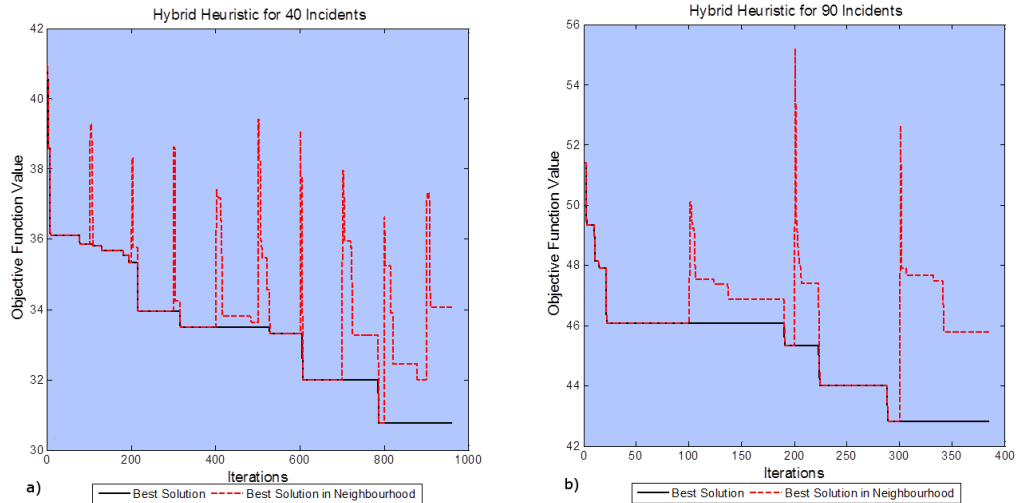 Hybrid Heuristic for 40 Incidents
42
40
38
36
34
32
30
Objective Function Value
0
200
400
600
800
1000
Iterations
a)
Best Solution
Best Solution in Neighbourhood
Hybrid Heuristic for 90 Incidents
56
54
52
50
48
46
44
42
Objective Function Value
0
50
100
150
200
250
300
350
400
Iterations
b)
Best Solution
Best Solution in Neighbourhood